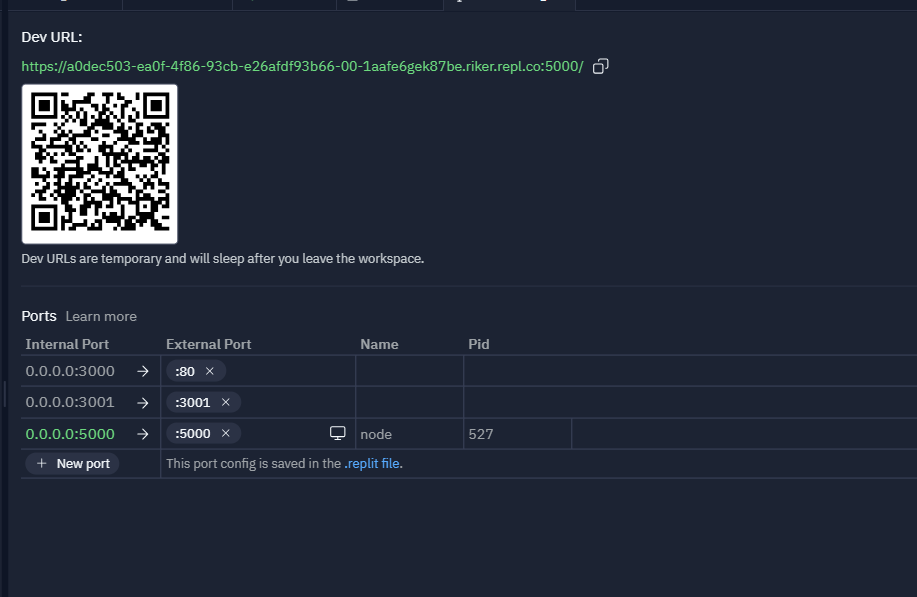 Dev URL:
https://a0dec503-ea0f-4f86-93cb-e26afdf93b66-00-1aafe6gek87be.riker.repl.co:5000/
Dev URLs are temporary and will sleep after you leave the workspace.
Ports Learn more
Internal Port External Port Name Pid
0.0.0.0:3000 → :80 ×
0.0.0.0:3001 → :3001 ×
0.0.0.0:5000 → :5000 × node 527
+ New port This port config is saved in the .replit file.